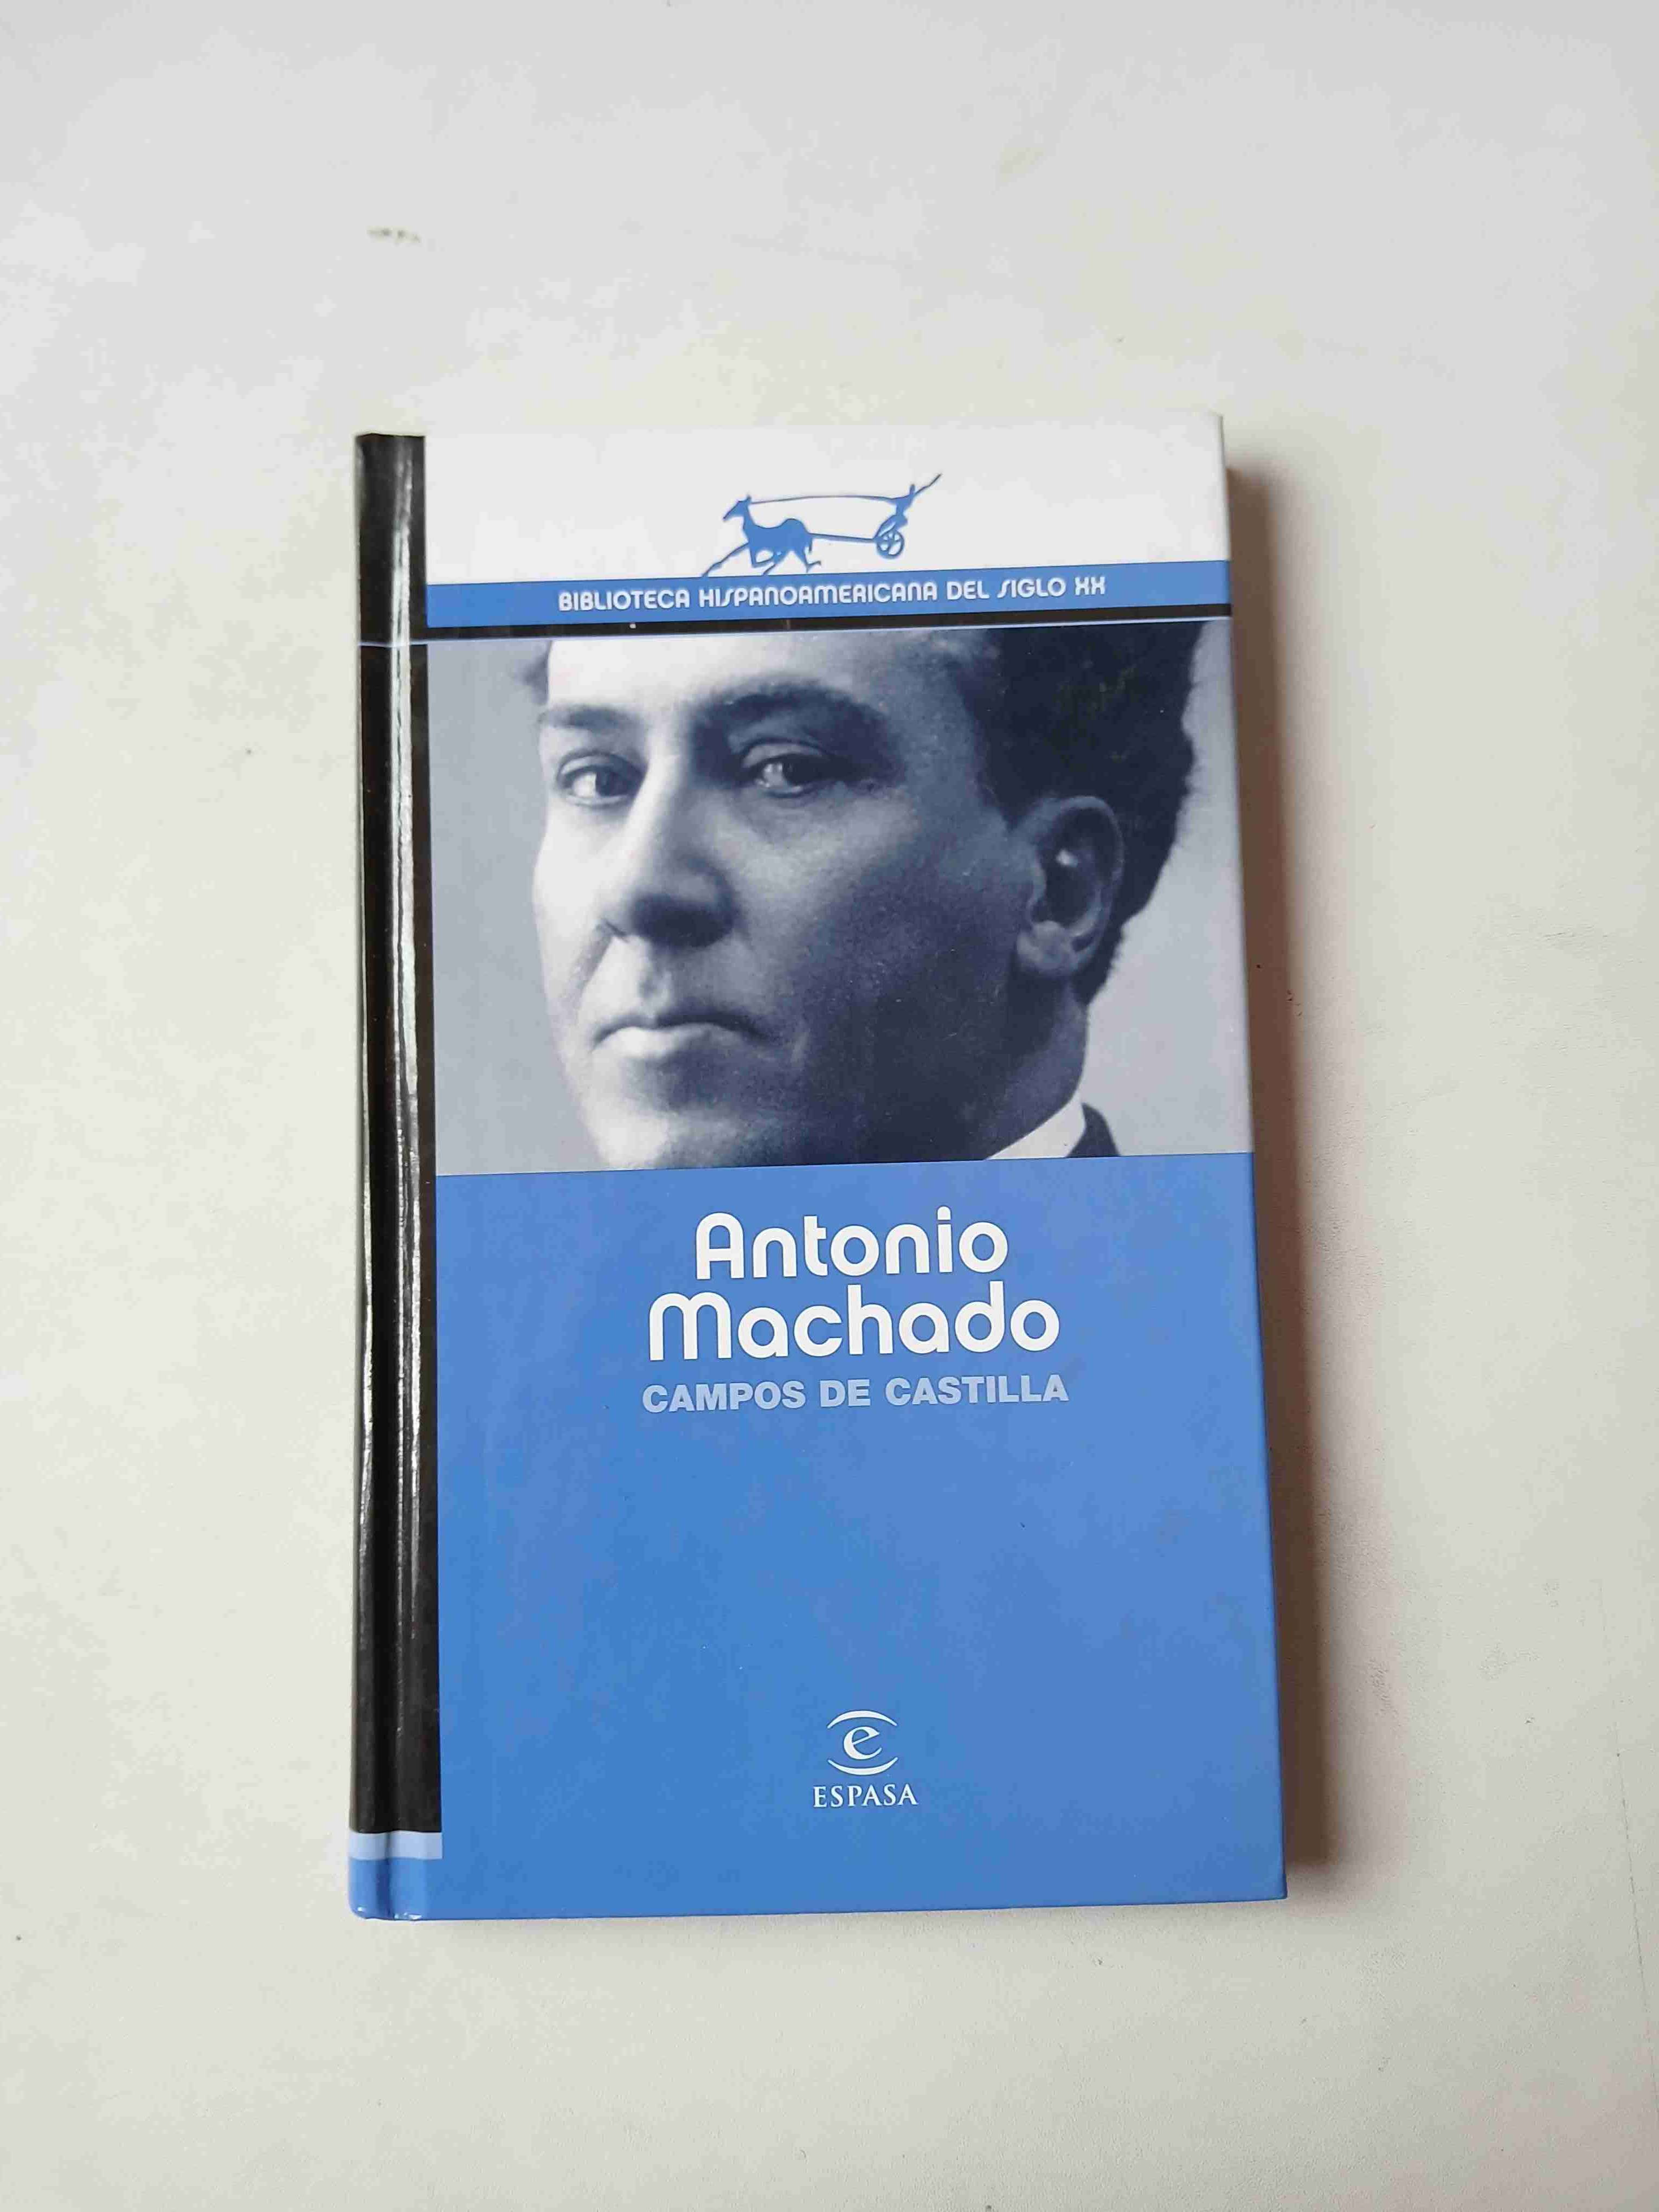 BIBLIOTECA HISPANOAMERICANA DEL SIGLO XX
Antonio
Machado
CAMPOS DE CASTILLA
e
ESPASA